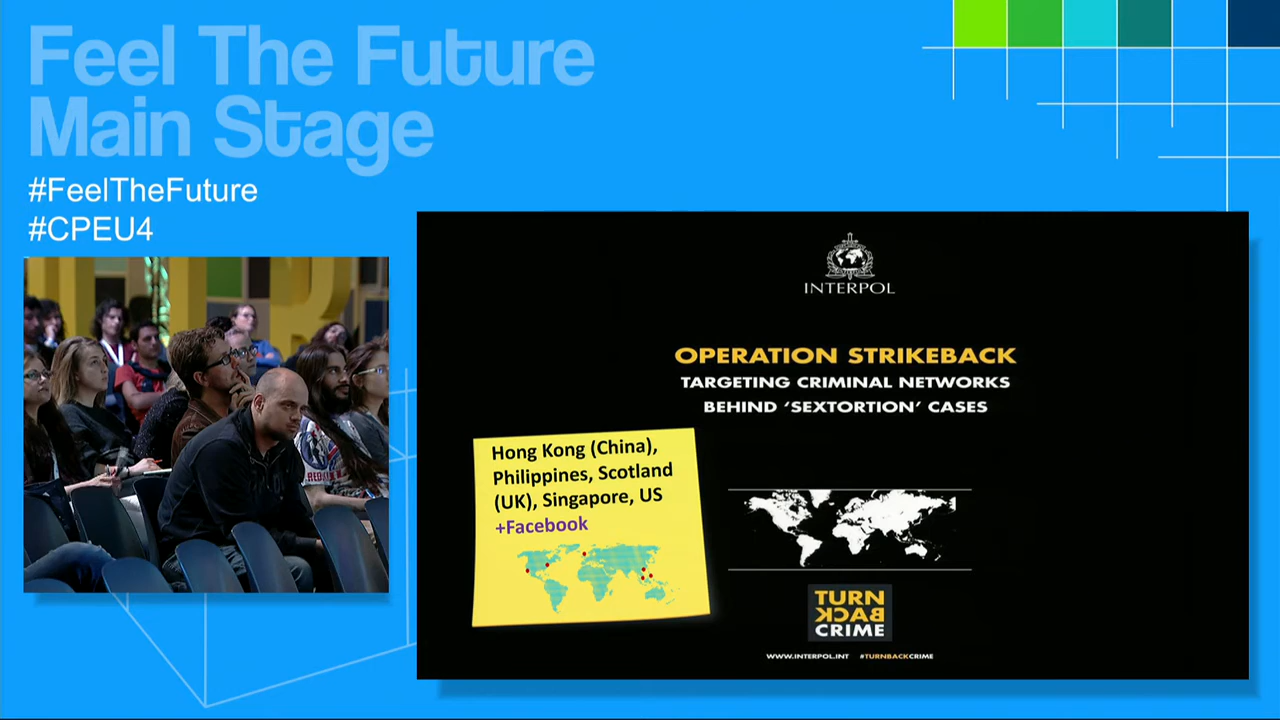 Feel The Future
Main Stage
#FeelTheFuture
#CPEU4
INTERPOL
OPERATION STRIKEBACK
TARGETING CRIMINAL NETWORKS
BEHIND ‘SEXTORTION’ CASES
Hong Kong (China),
Philippines, Scotland
(UK), Singapore, US
+Facebook
TURN
BACK
CRIME
WWW.INTERPOL.INT #TURNBACKCRIME